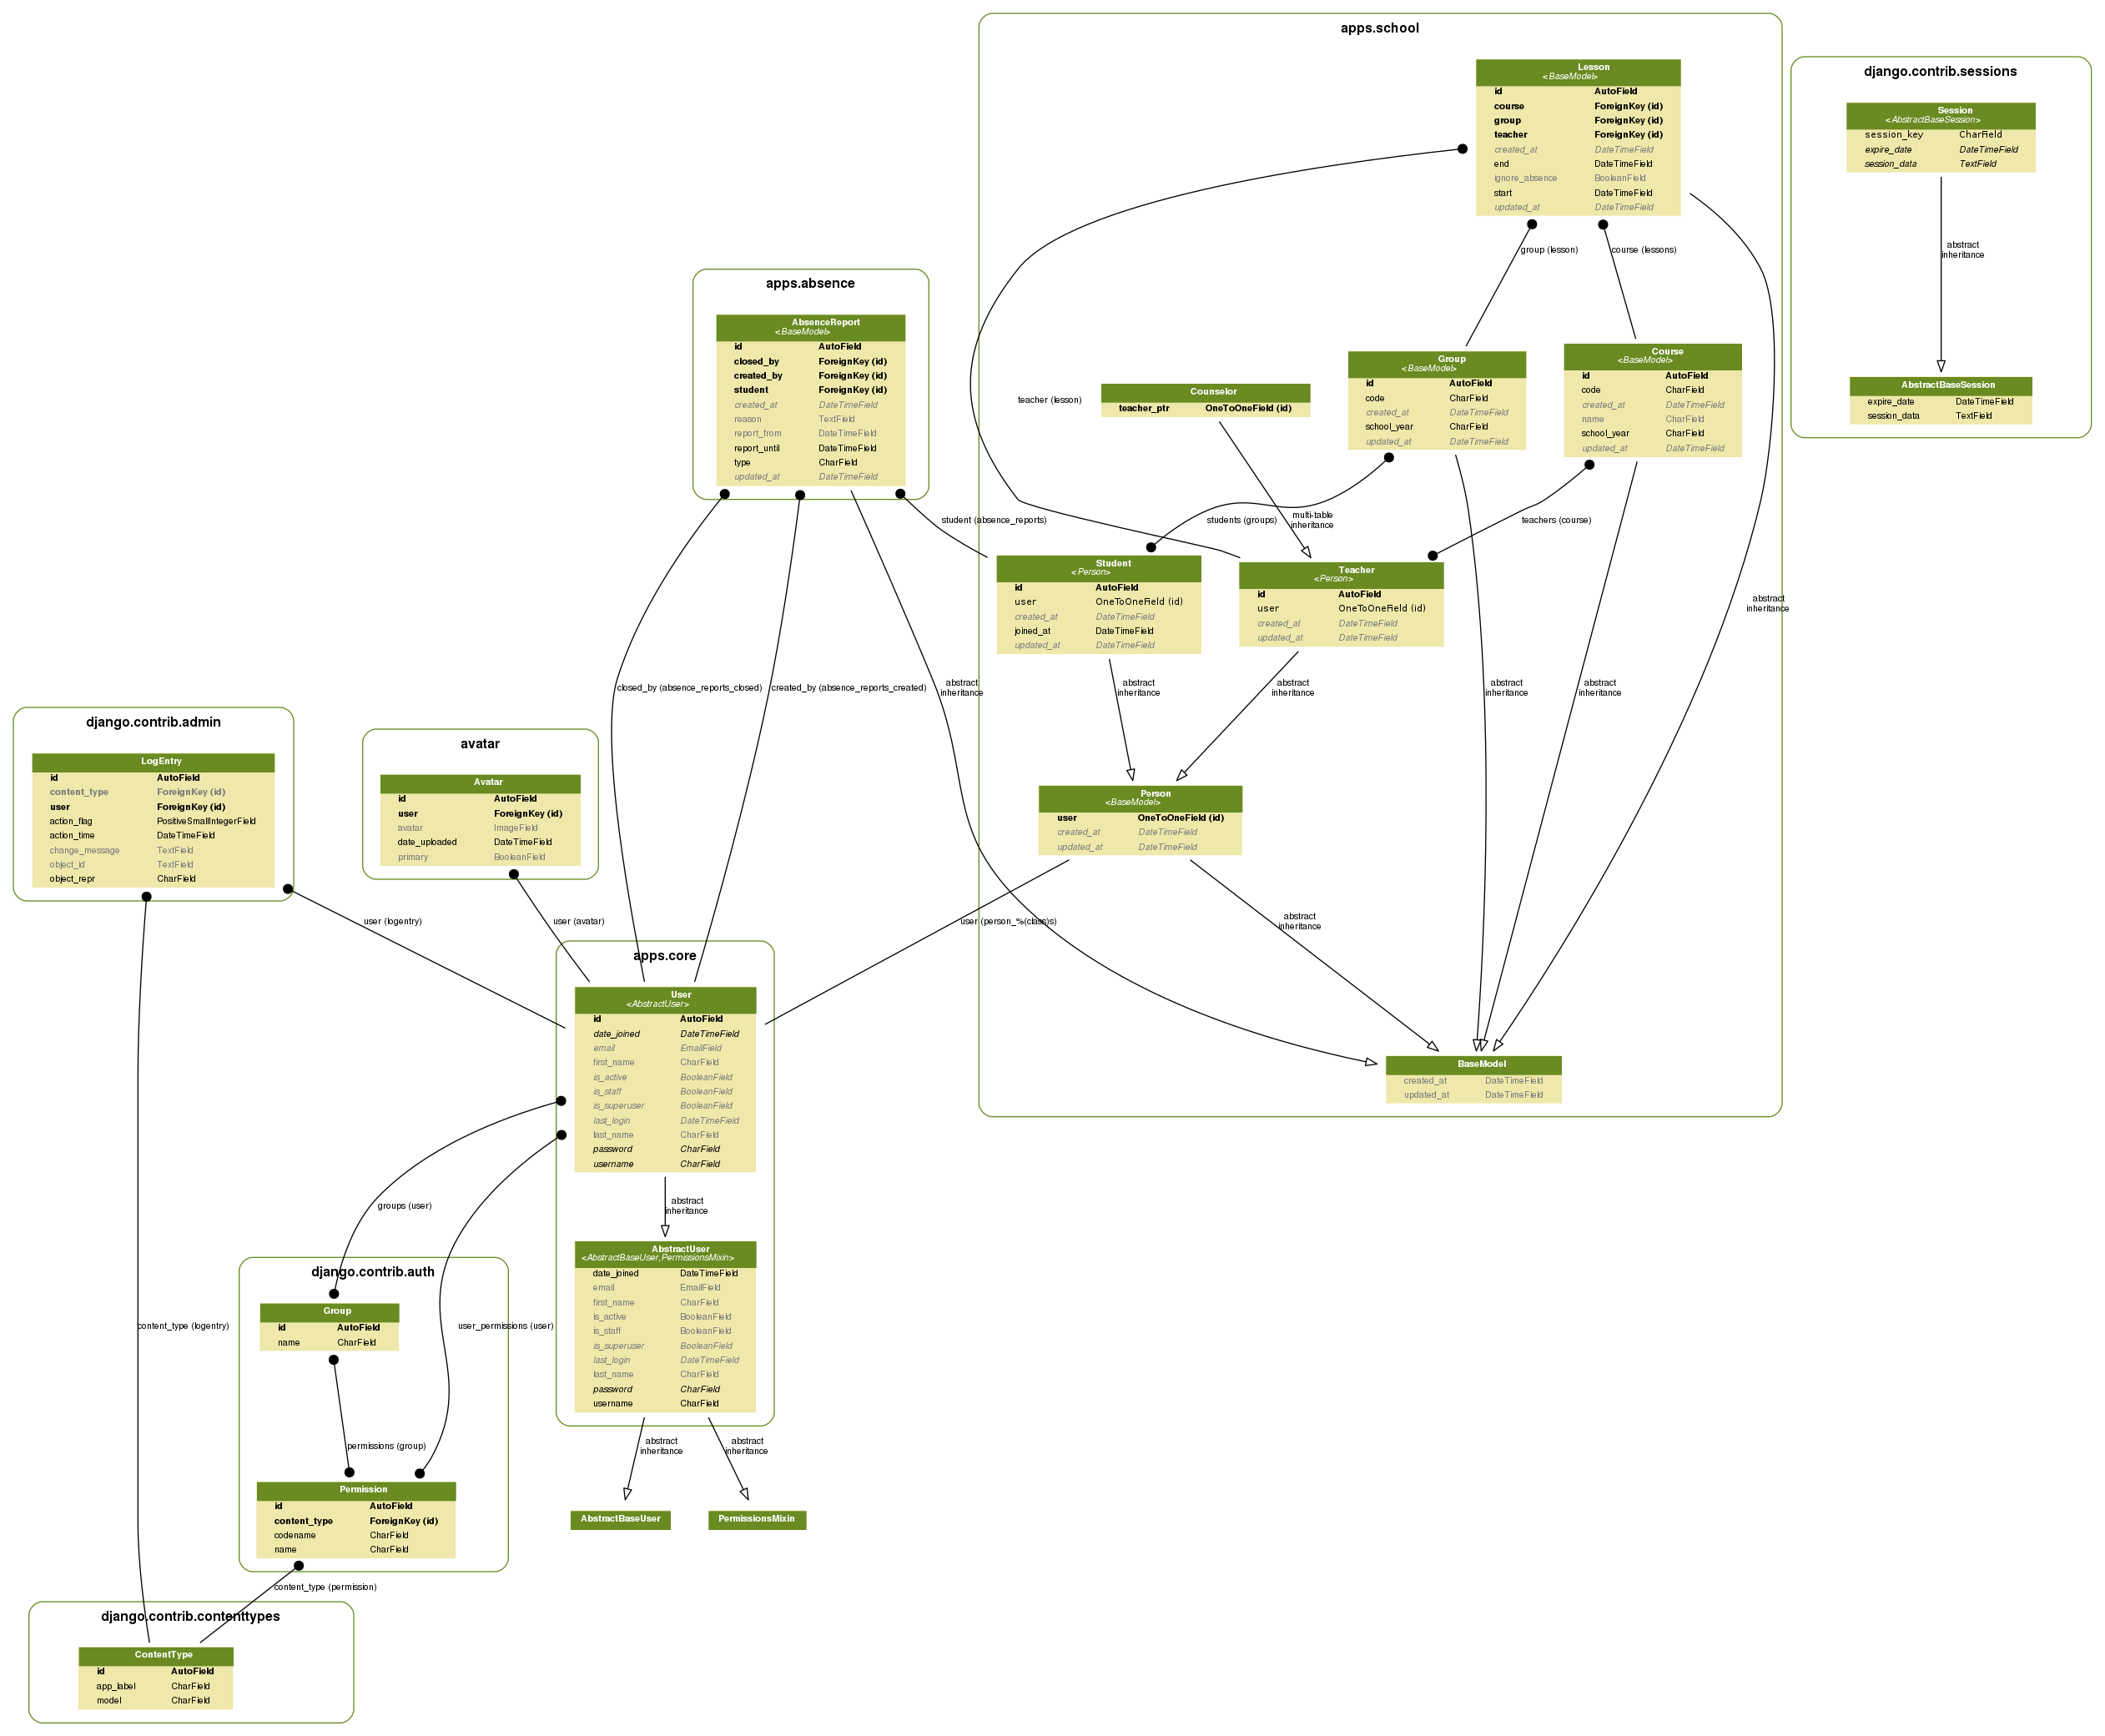 apps.school
Lesson
<BaseModel>
id AutoField
course ForeignKey (id)
group ForeignKey (id)
teacher ForeignKey (id)
created_at DateTimeField
end DateTimeField
ignore_absence BooleanField
start DateTimeField
updated_at DateTimeField
django.contrib.sessions
Session
<AbstractBaseSession>
session_key CharField
expire_date DateTimeField
session_data TextField
abstract
inheritance
AbstractBaseSession
expire_date DateTimeField
session_data TextField
group (lesson)
course (lessons)
teacher (lesson)
apps.absence
AbsenceReport
<BaseModel>
id AutoField
closed_by ForeignKey (id)
created_by ForeignKey (id)
student ForeignKey (id)
created_at DateTimeField
reason TextField
report_from DateTimeField
report_until DateTimeField
type CharField
updated_at DateTimeField
Counselor
teacher_ptr OneToOneField (id)
Group
<BaseModel>
id AutoField
code CharField
created_at DateTimeField
school_year CharField
updated_at DateTimeField
Course
<BaseModel>
id AutoField
code CharField
created_at DateTimeField
name CharField
school_year CharField
updated_at DateTimeField
student (absence_reports)
students (groups)
multi-table
inheritance
teachers (course)
Student
<Person>
id AutoField
user OneToOneField (id)
created_at DateTimeField
joined_at DateTimeField
updated_at DateTimeField
Teacher
<Person>
id AutoField
user OneToOneField (id)
created_at DateTimeField
updated_at DateTimeField
abstract
inheritance
closed_by (absence_reports_closed)
created_by (absence_reports_created)
abstract
inheritance
abstract
inheritance
abstract
inheritance
abstract
inheritance
abstract
inheritance
Person
<BaseModel>
user OneToOneField (id)
created_at DateTimeField
updated_at DateTimeField
django.contrib.admin
LogEntry
id AutoField
content_type ForeignKey (id)
user ForeignKey (id)
action_flag PositiveSmallIntegerField
action_time DateTimeField
change_message TextField
object_id TextField
object_repr CharField
avatar
Avatar
id AutoField
user ForeignKey (id)
avatar ImageField
date_uploaded DateTimeField
primary BooleanField
user (logentry)
user (avatar)
user (person_%(class)s)
abstract
inheritance
apps.core
User
<AbstractUser>
id AutoField
date_joined DateTimeField
email EmailField
first_name CharField
is_active BooleanField
is_staff BooleanField
is_superuser BooleanField
last_login DateTimeField
last_name CharField
password CharField
username CharField
BaseModel
created_at DateTimeField
updated_at DateTimeField
groups (user)
abstract
inheritance
AbstractUser
<AbstractBaseUser,PermissionsMixin>
date_joined DateTimeField
email EmailField
first_name CharField
is_active BooleanField
is_staff BooleanField
is_superuser BooleanField
last_login DateTimeField
last_name CharField
password CharField
username CharField
django.contrib.auth
Group
id AutoField
name CharField
content_type (logentry)
user_permissions (user)
permissions (group)
abstract
inheritance
abstract
inheritance
Permission
id AutoField
content_type ForeignKey (id)
codename CharField
name CharField
AbstractBaseUser
PermissionsMixin
content_type (permission)
django.contrib.contenttypes
ContentType
id AutoField
app_label CharField
model CharField